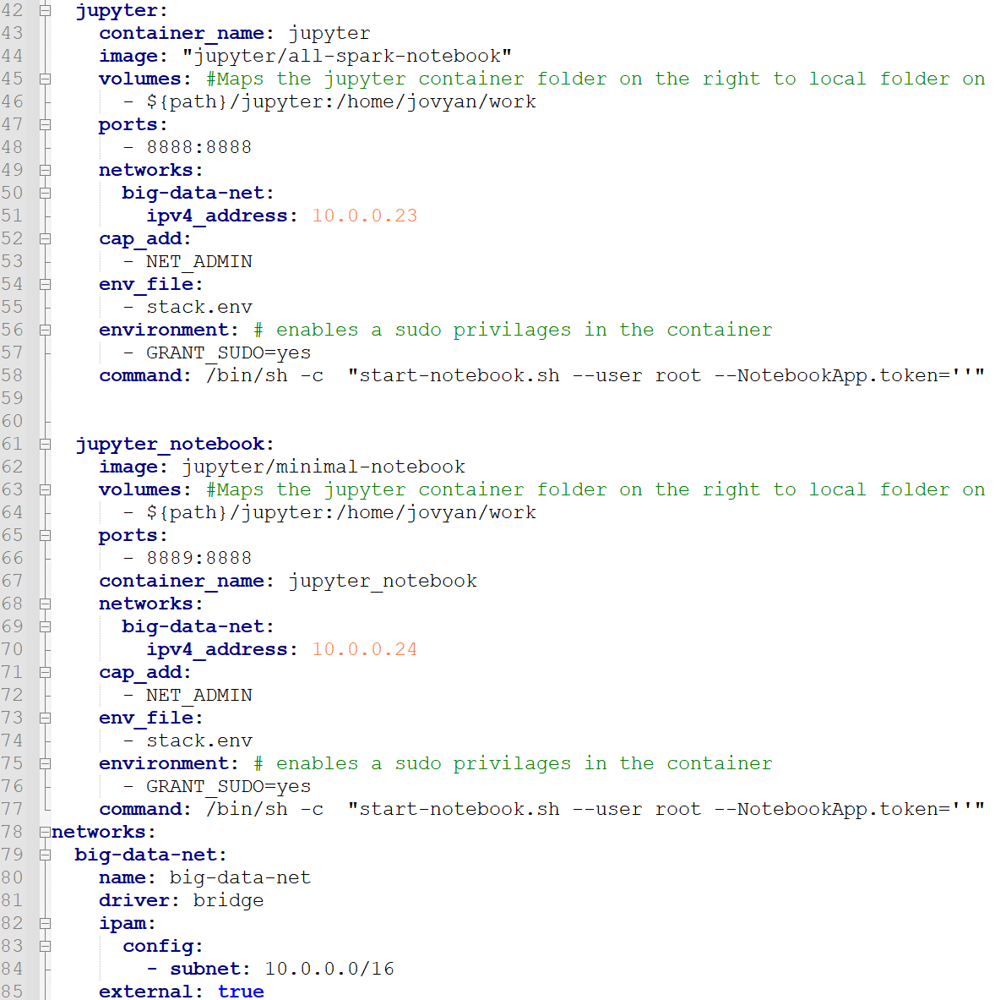 42 jupyter:
43 container_name: jupyter
44 image: "jupyter/all-spark-notebook"
45 volumes: #Maps the jupyter container folder on the right to local folder on
46 - ${path}/jupyter:/home/jovyan/work
47 ports:
48 - 8888:8888
49 networks:
50 big-data-net:
51 ipv4_address: 10.0.0.23
52 cap_add:
53 - NET_ADMIN
54 env_file:
55 - stack.env
56 environment: # enables a sudo privilages in the container
57 - GRANT_SUDO=yes
58 command: /bin/sh -c  "start-notebook.sh --user root --NotebookApp.token=''"
59
60
61 jupyter_notebook:
62 image: jupyter/minimal-notebook
63 volumes: #Maps the jupyter container folder on the right to local folder on
64 - ${path}/jupyter:/home/jovyan/work
65 ports:
66 - 8889:8888
67 container_name: jupyter_notebook
68 networks:
69 big-data-net:
70 ipv4_address: 10.0.0.24
71 cap_add:
72 - NET_ADMIN
73 env_file:
74 - stack.env
75 environment: # enables a sudo privilages in the container
76 - GRANT_SUDO=yes
77 command: /bin/sh -c  "start-notebook.sh --user root --NotebookApp.token=''"
78 networks:
79 big-data-net:
80 name: big-data-net
81 driver: bridge
82 ipam:
83 config:
84 - subnet: 10.0.0.0/16
85 external: true